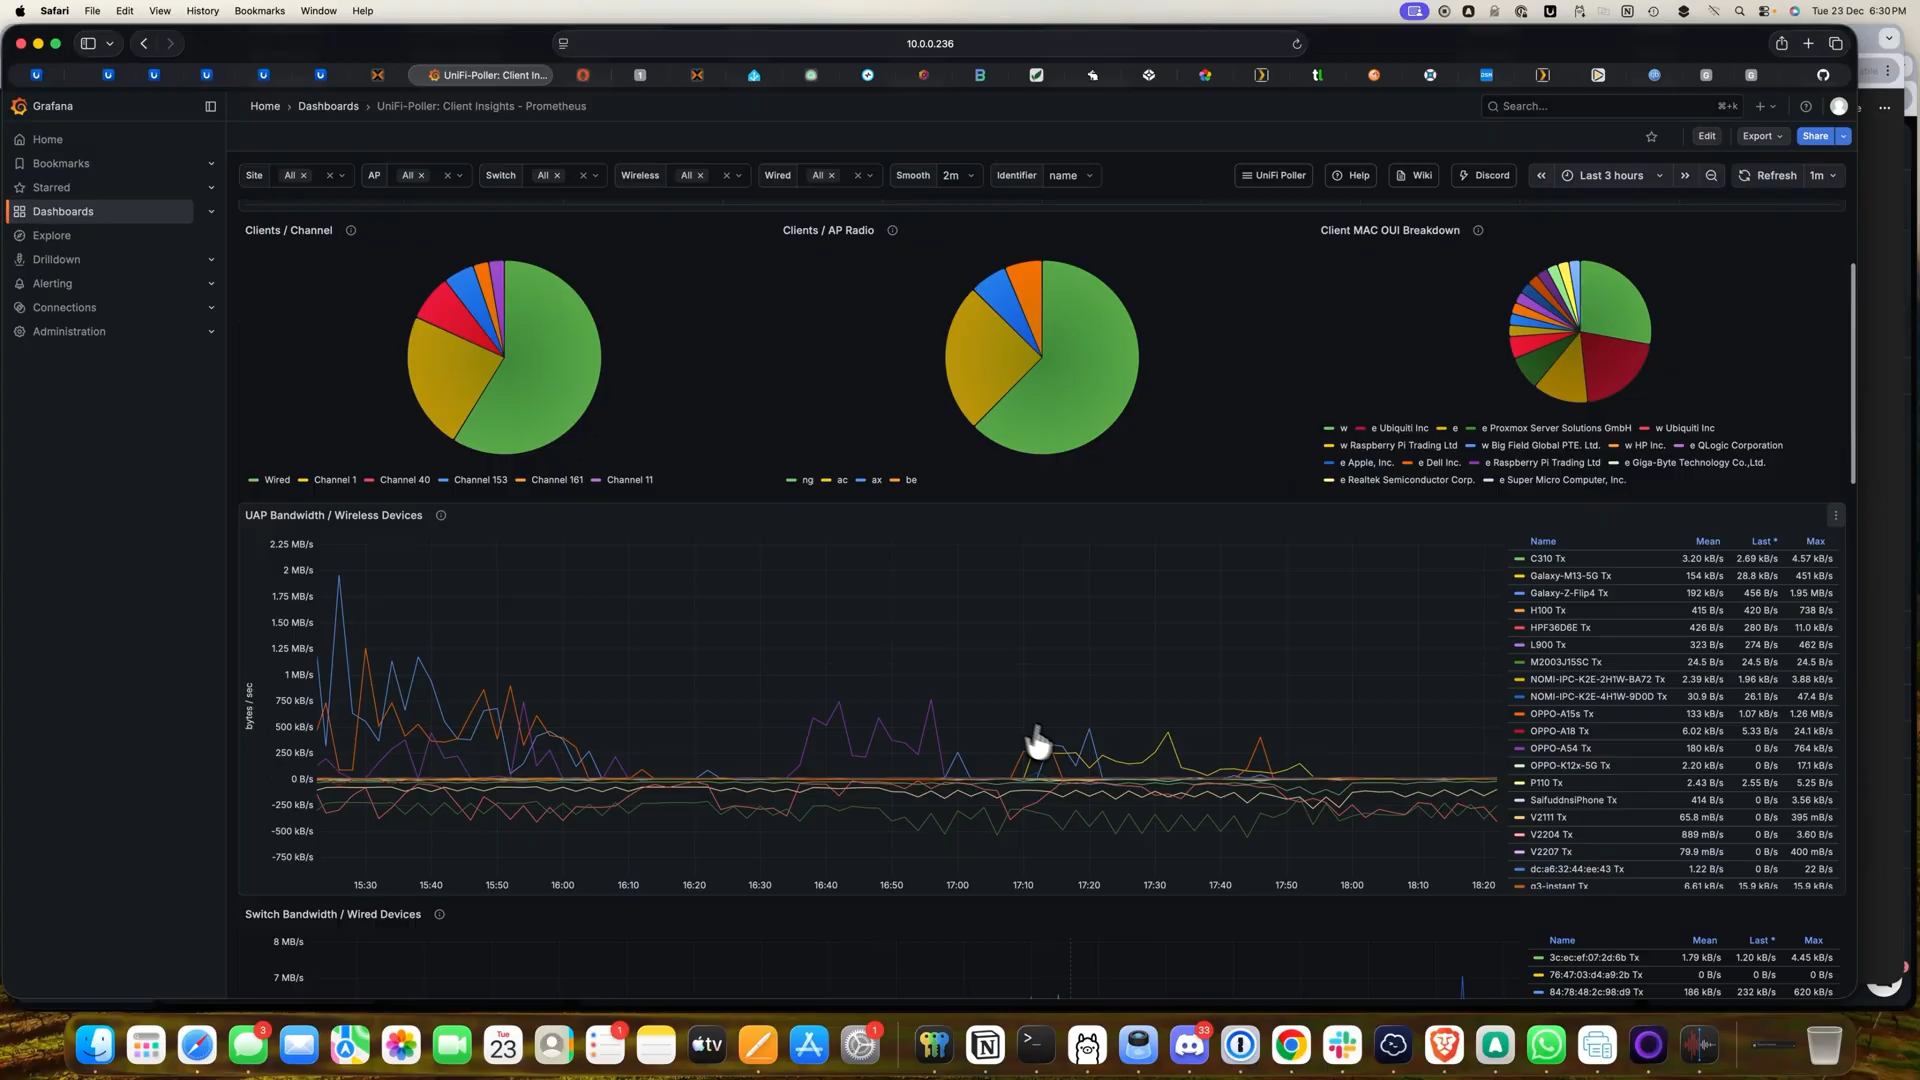 Safari File Edit View History Bookmarks Window Help
Tue 23 Dec 6:30 PM
10.0.0.236
UniFi-Poller: Client In...
Grafana
Home › Dashboards › UniFi-Poller: Client Insights - Prometheus
Search... ⌘+k
Edit Export Share
Home
Bookmarks
Starred
Dashboards
Explore
Drilldown
Alerting
Connections
Administration
Site All AP All Switch All Wireless All Wired All Smooth 2m Identifier name
UniFi Poller Help Wiki Discord Last 3 hours Refresh 1m
Clients / Channel
Wired Channel 1 Channel 40 Channel 153 Channel 161 Channel 11
Clients / AP Radio
ng ac ax be
Client MAC OUI Breakdown
w e Ubiquiti Inc e e Proxmox Server Solutions GmbH w Ubiquiti Inc
w Raspberry Pi Trading Ltd w Big Field Global PTE. Ltd. w HP Inc. e QLogic Corporation
e Apple, Inc. e Dell Inc. e Raspberry Pi Trading Ltd e Giga-Byte Technology Co.,Ltd.
e Realtek Semiconductor Corp. e Super Micro Computer, Inc.
UAP Bandwidth / Wireless Devices
bytes / sec
2.25 MB/s
2 MB/s
1.75 MB/s
1.50 MB/s
1.25 MB/s
1 MB/s
750 kB/s
500 kB/s
250 kB/s
0 B/s
-250 kB/s
-500 kB/s
-750 kB/s
15:30 15:40 15:50 16:00 16:10 16:20 16:30 16:40 16:50 17:00 17:10 17:20 17:30 17:40 17:50 18:00 18:10 18:20
Name Mean Last * Max
C310 Tx 3.20 kB/s 2.69 kB/s 4.57 kB/s
Galaxy-M13-5G Tx 154 kB/s 28.8 kB/s 451 kB/s
Galaxy-Z-Flip4 Tx 192 kB/s 456 B/s 1.95 MB/s
H100 Tx 415 B/s 420 B/s 738 B/s
HPF36D6E Tx 426 B/s 280 B/s 11.0 kB/s
L900 Tx 323 B/s 274 B/s 462 B/s
M2003J15SC Tx 24.5 B/s 24.5 B/s 24.5 B/s
NOMI-IPC-K2E-2H1W-BA72 Tx 2.39 kB/s 1.96 kB/s 3.88 kB/s
NOMI-IPC-K2E-4H1W-9D0D Tx 30.9 B/s 26.1 B/s 47.4 B/s
OPPO-A15s Tx 133 kB/s 1.07 kB/s 1.26 MB/s
OPPO-A18 Tx 6.02 kB/s 5.33 B/s 24.1 kB/s
OPPO-A54 Tx 180 kB/s 0 B/s 764 kB/s
OPPO-K12x-5G Tx 2.20 kB/s 0 B/s 17.1 kB/s
P110 Tx 2.43 B/s 2.55 B/s 5.25 B/s
SaifuddnsiPhone Tx 414 B/s 0 B/s 3.56 kB/s
V2111 Tx 65.8 mB/s 0 B/s 395 mB/s
V2204 Tx 889 mB/s 0 B/s 3.60 B/s
V2207 Tx 79.9 mB/s 0 B/s 400 mB/s
dc:a6:32:44:ee:43 Tx 1.22 B/s 0 B/s 22 B/s
g3-instant Tx 6.61 kB/s 15.9 kB/s 15.9 kB/s
Switch Bandwidth / Wired Devices
8 MB/s
7 MB/s
Name Mean Last * Max
3c:ec:ef:07:2d:6b Tx 1.79 kB/s 1.20 kB/s 4.45 kB/s
76:47:03:d4:a9:2b Tx 0 B/s 0 B/s 0 B/s
84:78:48:2c:98:d9 Tx 186 kB/s 232 kB/s 620 kB/s
3 Tue 23 1 tv 1 33